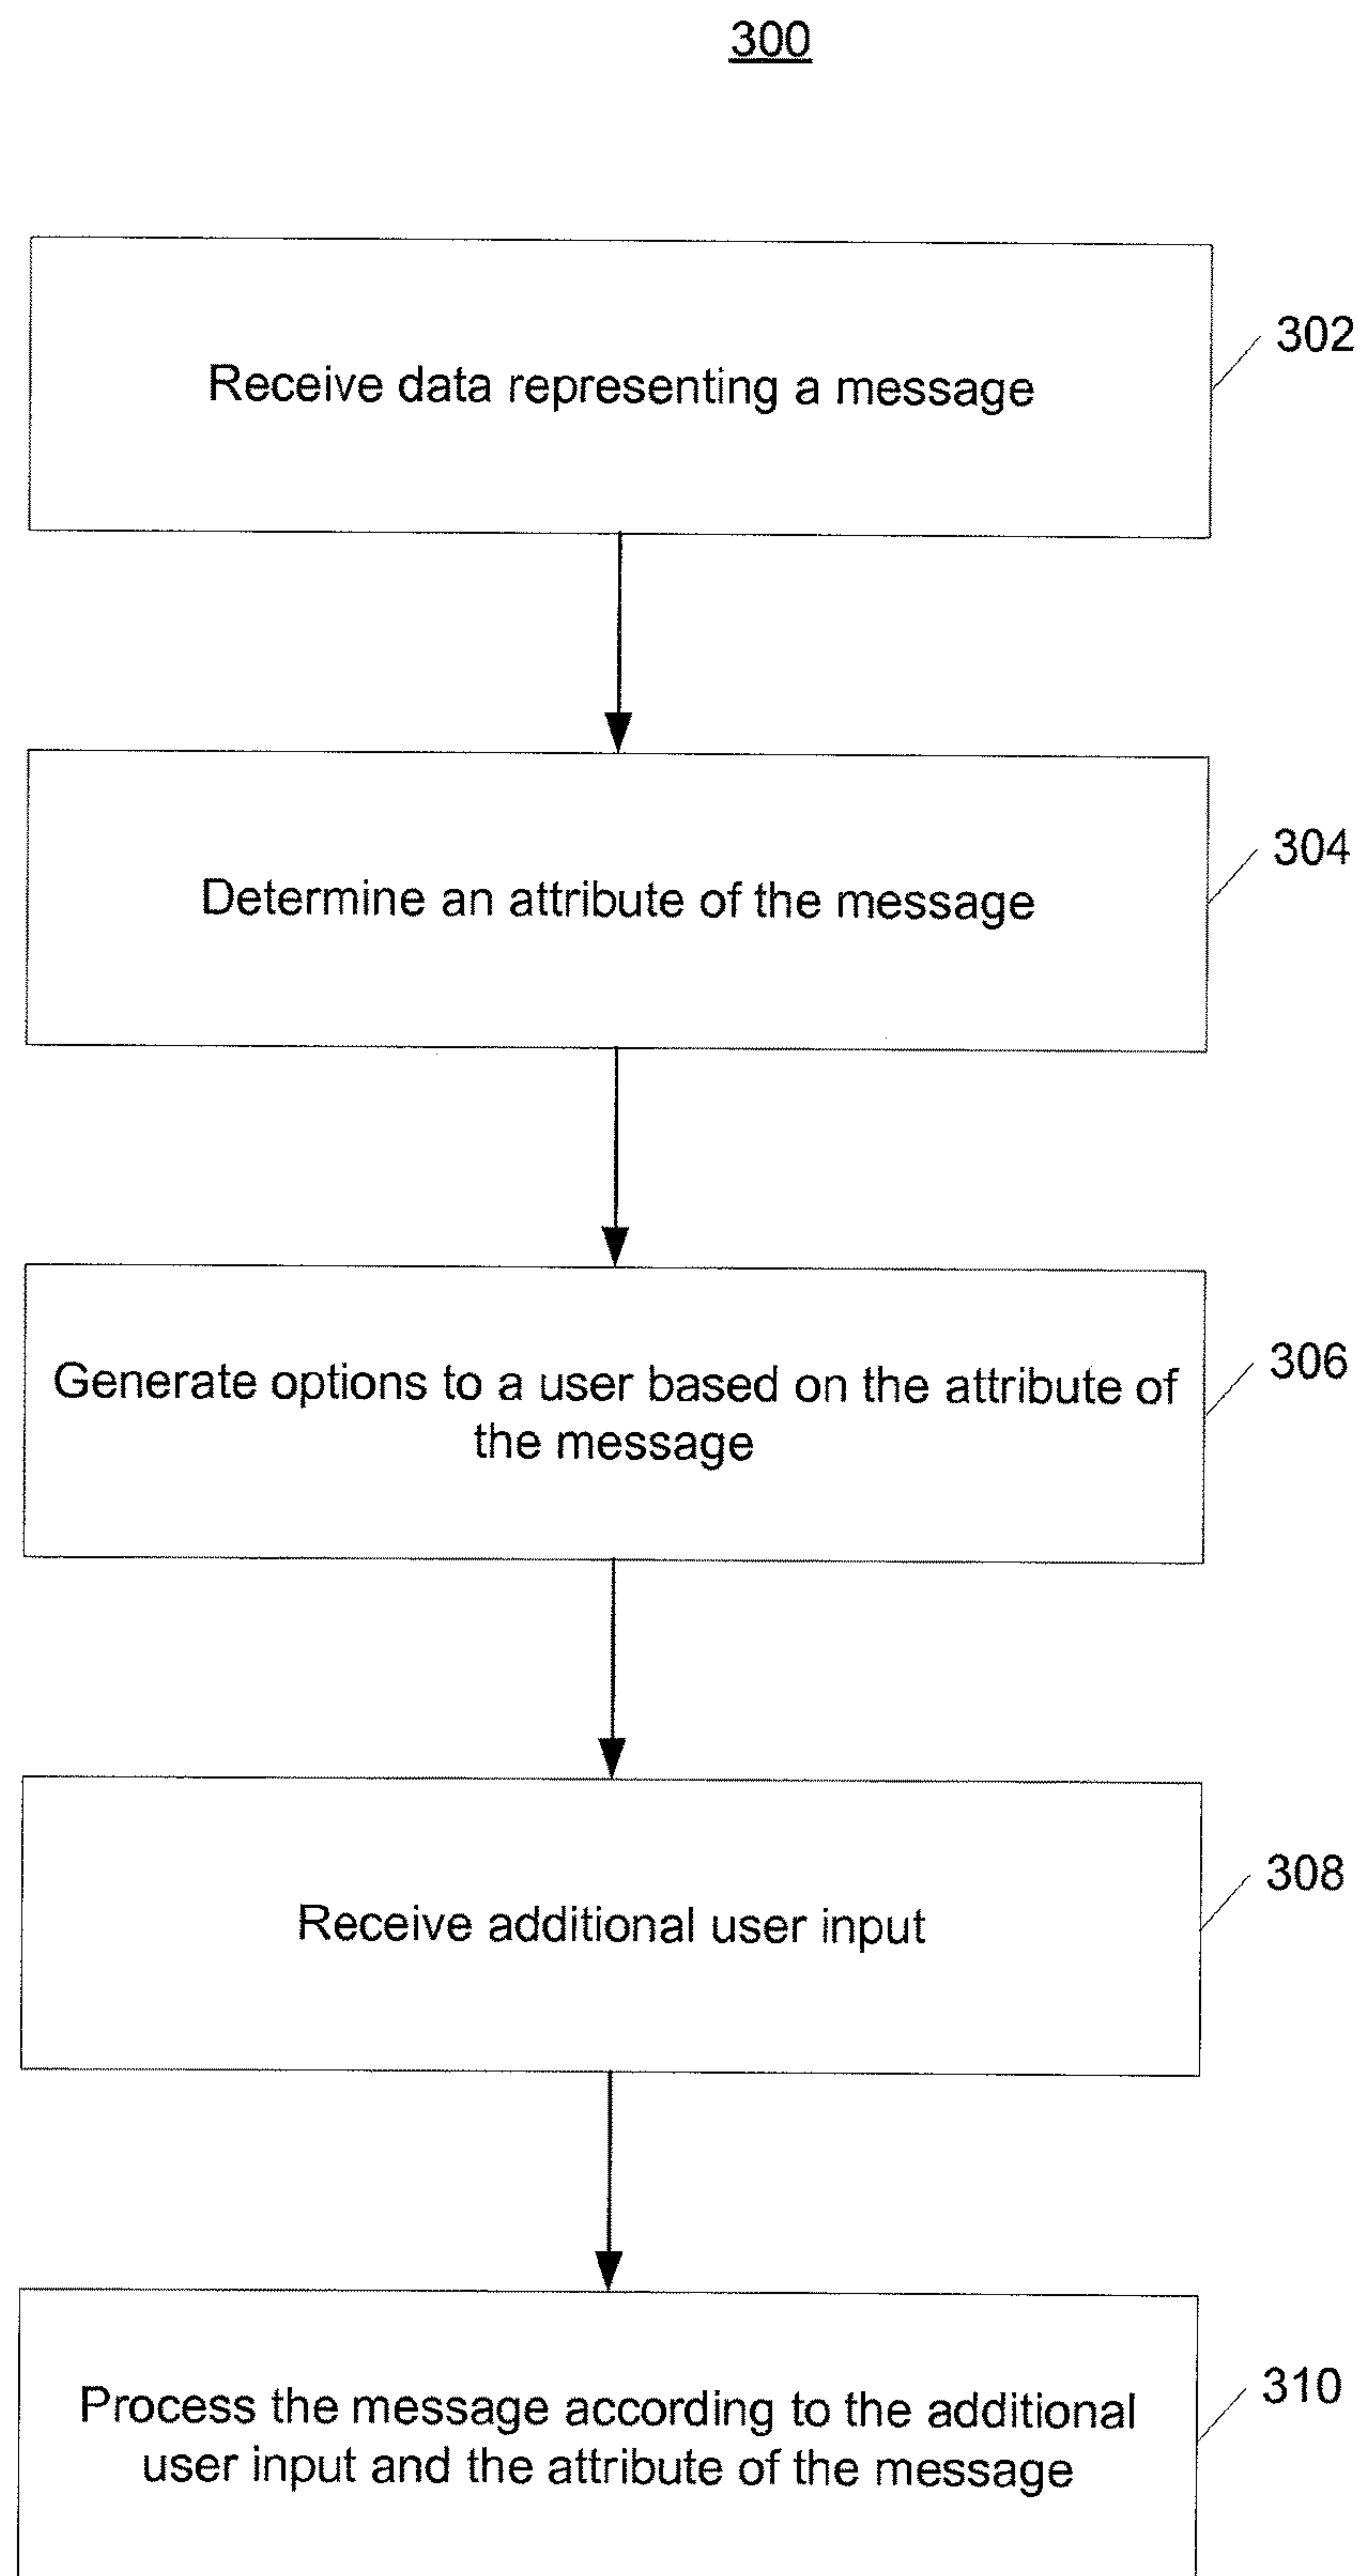 300
Receive data representing a message
302
Determine an attribute of the message
304
Generate options to a user based on the attribute of
the message
306
Receive additional user input
308
Process the message according to the additional
user input and the attribute of the message
310